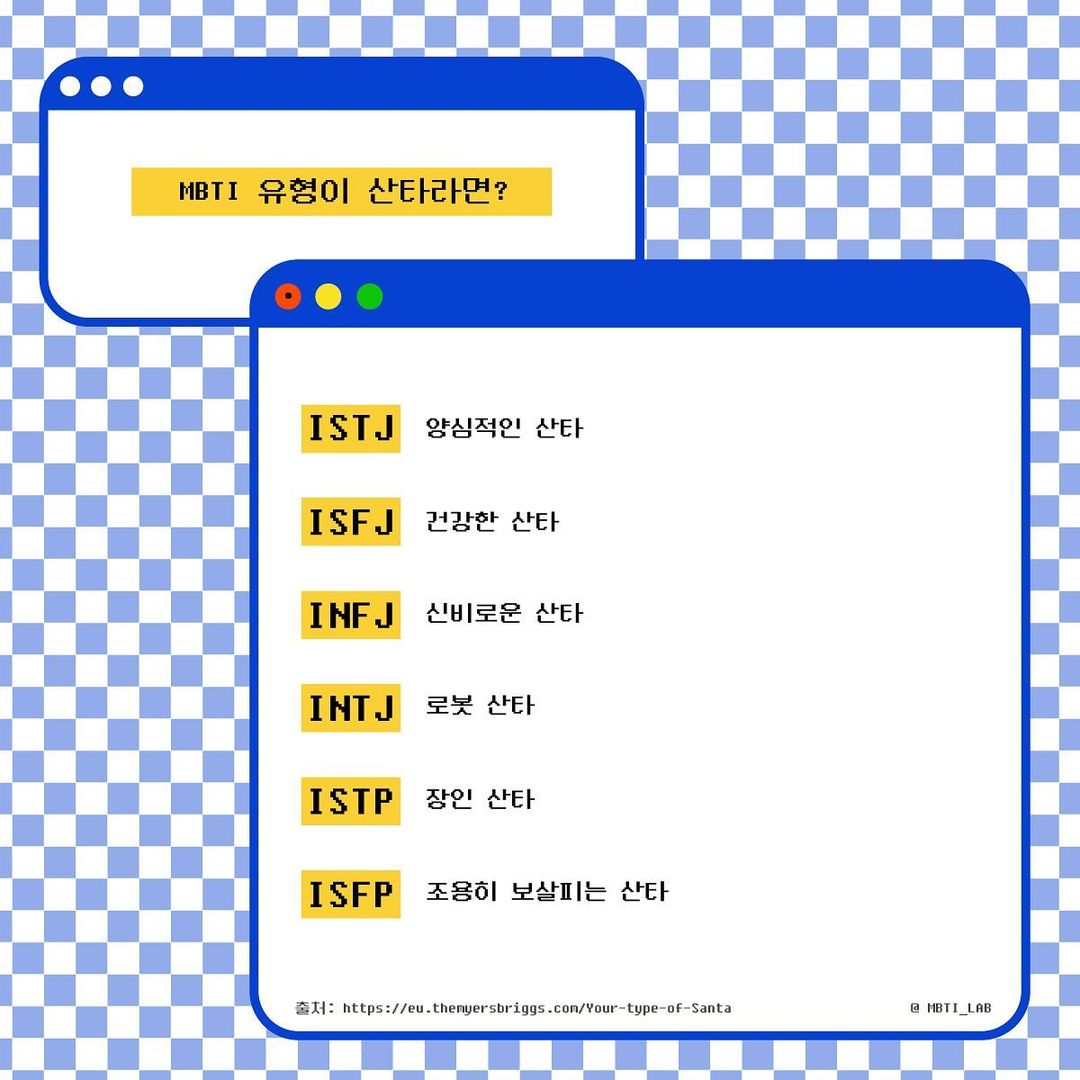 MBTI 유형이 산타라면?
ISTJ 양심적인 산타
ISFJ 건강한 산타
INFJ 신비로운 산타
INTJ 로봇 산타
ISTP 장인 산타
ISFP 조용히 보살피는 산타
출처: https://eu.themyersbriggs.com/Your-type-of-Santa
@ MBTI_LAB